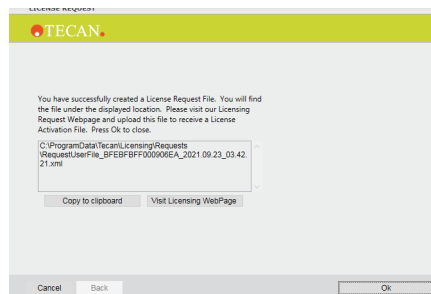 LICENSE REQUEST
TECAN.
You have successfully created a License Request File. You will find
the file under the displayed location. Please visit our Licensing
Request Webpage and upload this file to receive a License
Activation File. Press Ok to close.
C:\ProgramData\Tecan\Licensing\Requests
\RequestUserFile_BFEBFBFF000906EA_2021.09.23_03.42.
21.xml
Copy to clipboard Visit Licensing WebPage
Cancel Back Ok